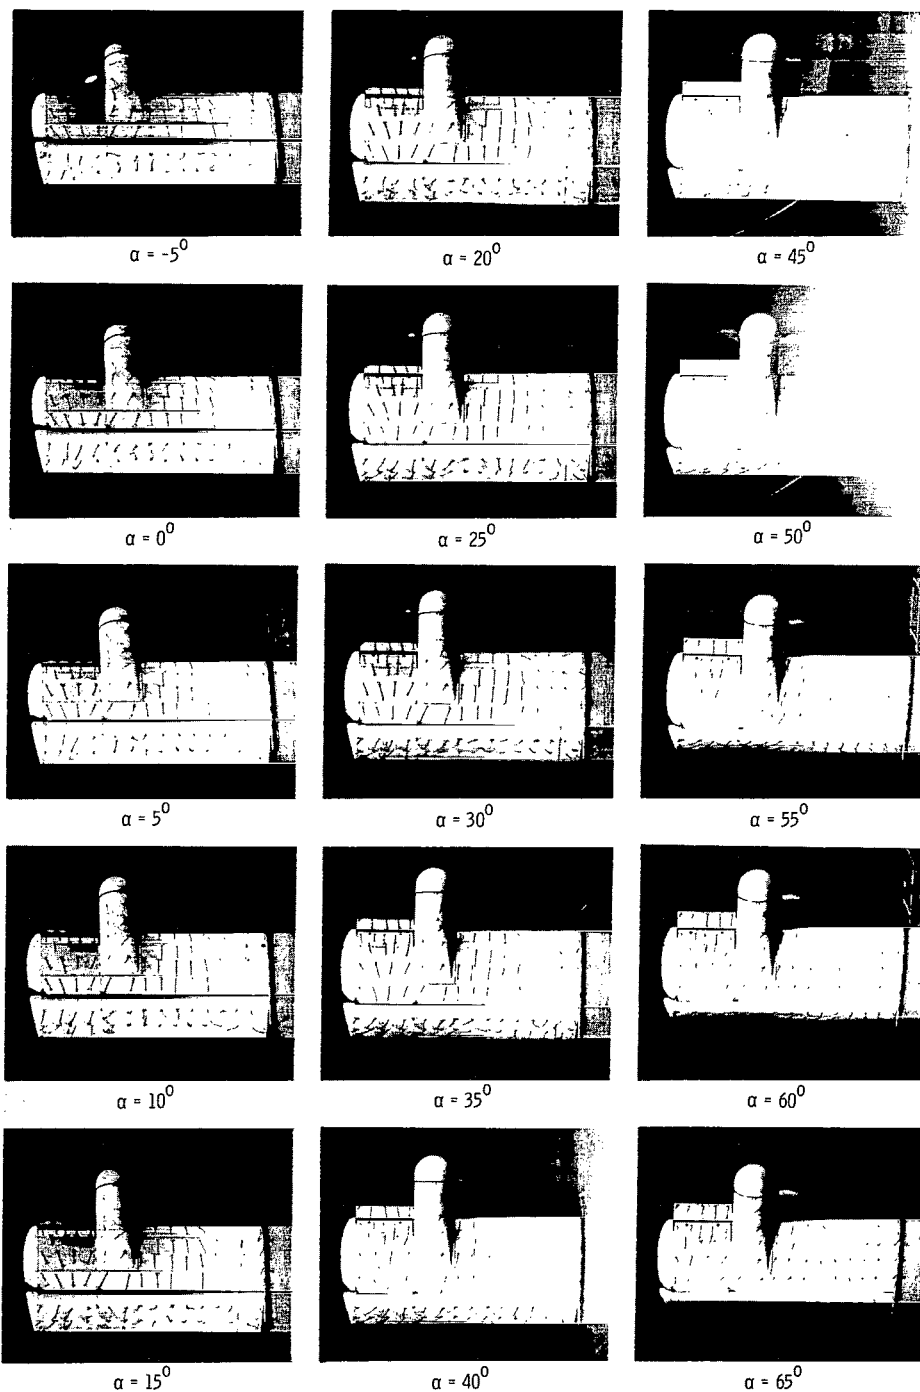 α = -5⁰
α = 20⁰
α = 45⁰
α = 0⁰
α = 25⁰
α = 50⁰
α = 5⁰
α = 30⁰
α = 55⁰
α = 10⁰
α = 35⁰
α = 60⁰
α = 15⁰
α = 40⁰
α = 65⁰